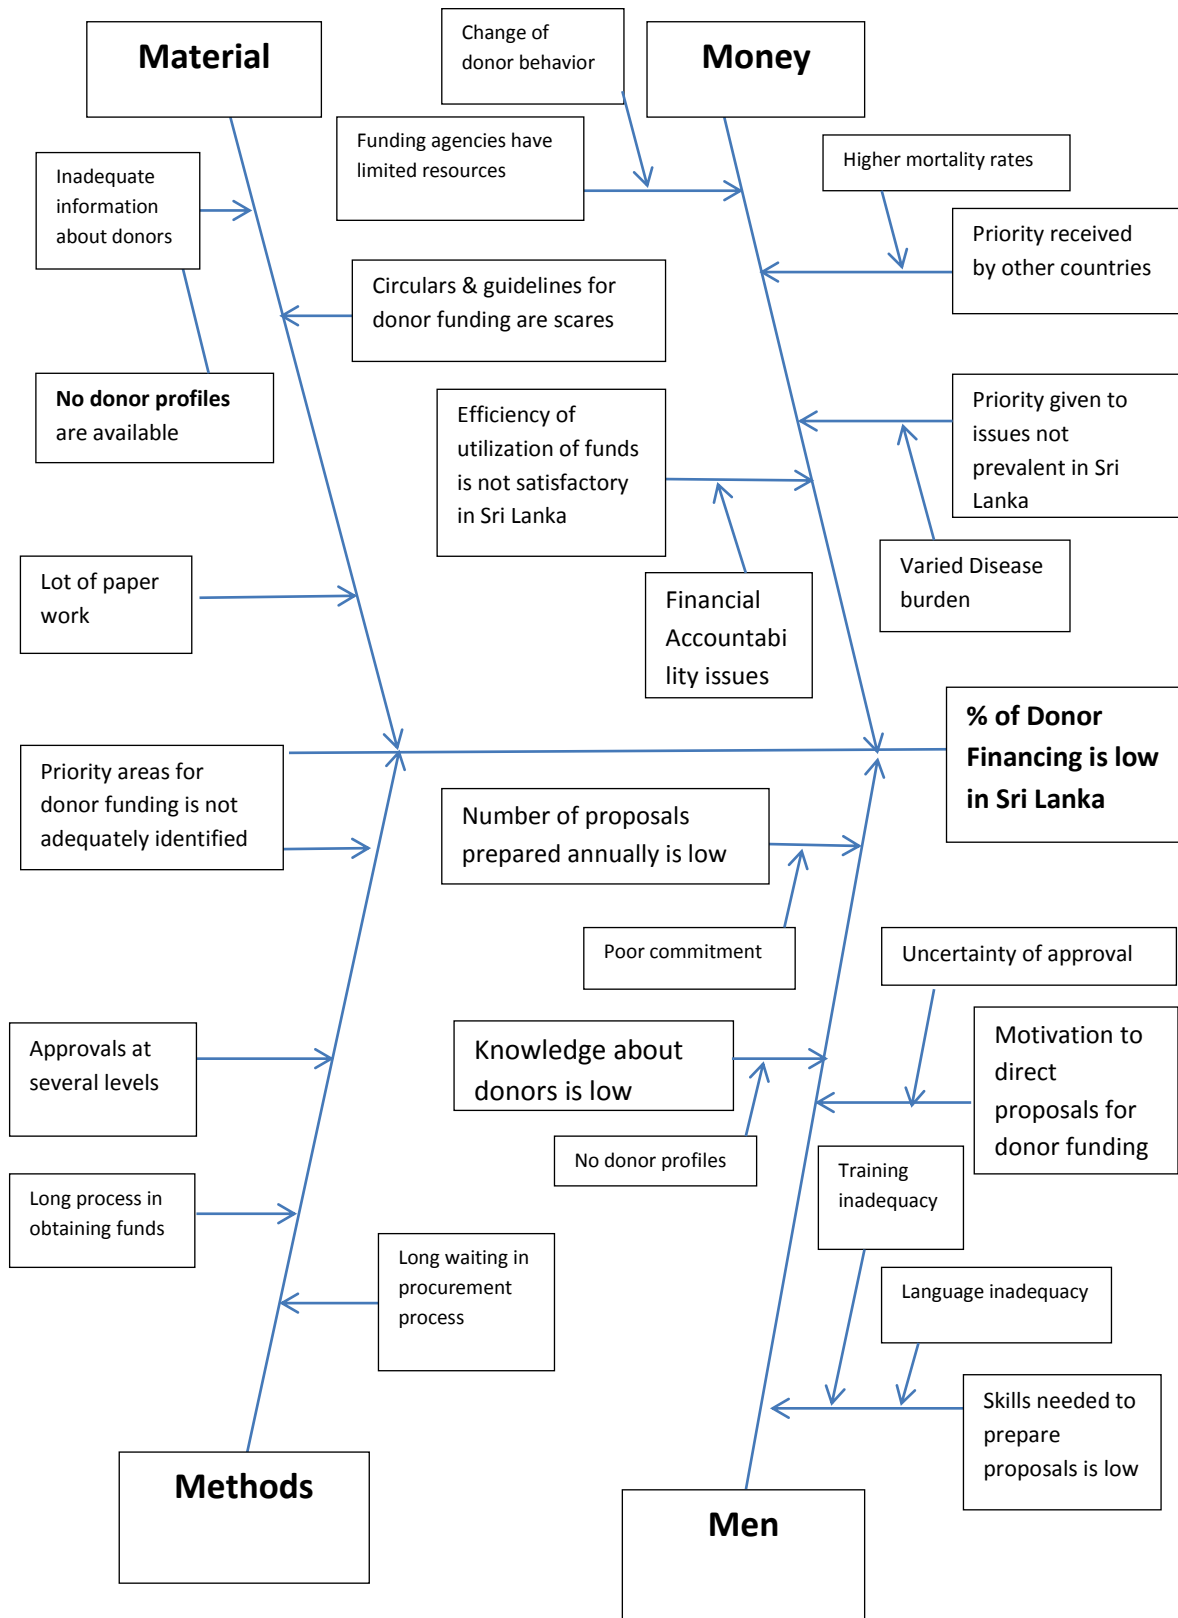 Material
Change of
donor behavior
Money
Funding agencies have
limited resources
Higher mortality rates
Inadequate
information
about donors
Priority received
by other countries
Circulars & guidelines for
donor funding are scares
No donor profiles
are available
Efficiency of
utilization of funds
is not satisfactory
in Sri Lanka
Priority given to
issues not
prevalent in Sri
Lanka
Lot of paper
work
Varied Disease
burden
Financial
Accountabi
lity issues
% of Donor
Financing is low
in Sri Lanka
Priority areas for
donor funding is not
adequately identified
Number of proposals
prepared annually is low
Poor commitment
Uncertainty of approval
Approvals at
several levels
Knowledge about
donors is low
Motivation to
direct
proposals for
donor funding
No donor profiles
Training
inadequacy
Long process in
obtaining funds
Long waiting in
procurement
process
Language inadequacy
Skills needed to
prepare
proposals is low
Methods
Men